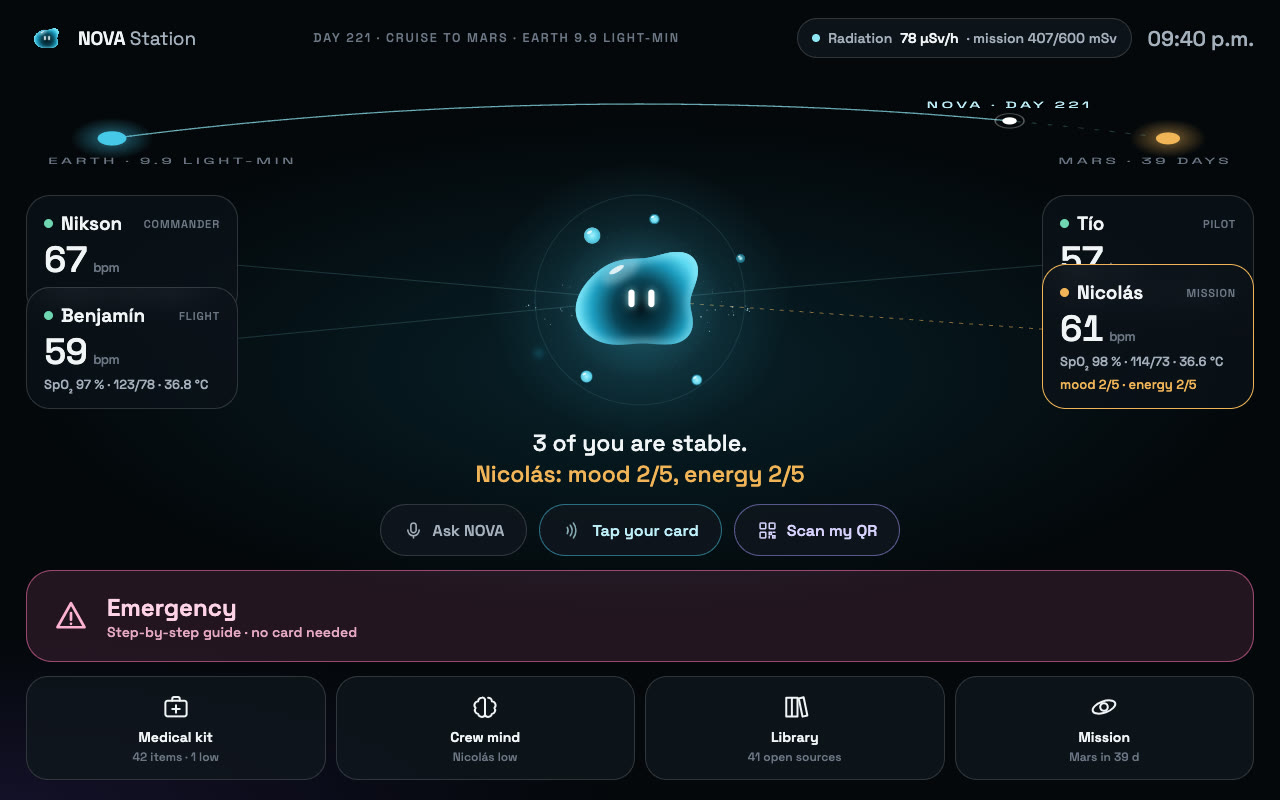 NOVA Station
DAY 221 · CRUISE TO MARS · EARTH 9.9 LIGHT-MIN
Radiation 78 µSv/h · mission 407/600 mSv
09:40 p.m.
NOVA · DAY 221
EARTH · 9.9 LIGHT-MIN
MARS · 39 DAYS
Nikson COMMANDER
67 bpm
Benjamín FLIGHT
59 bpm
SpO₂ 97 % · 123/78 · 36.8 °C
Tío PILOT
57
Nicolás MISSION
61 bpm
SpO₂ 98 % · 114/73 · 36.6 °C
mood 2/5 · energy 2/5
3 of you are stable.
Nicolás: mood 2/5, energy 2/5
Ask NOVA
Tap your card
Scan my QR
Emergency
Step-by-step guide · no card needed
Medical kit
42 items · 1 low
Crew mind
Nicolás low
Library
41 open sources
Mission
Mars in 39 d